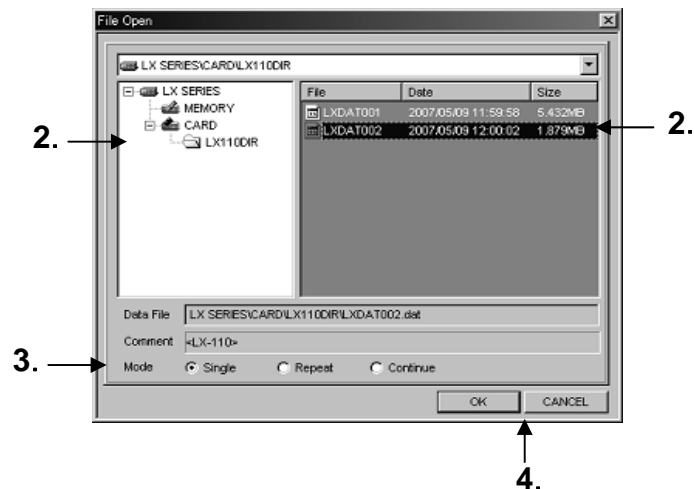 File Open
LX SERIES\CARD\LX110DIR
LX SERIES
MEMORY
CARD
LX110DIR
File Date Size
LXDAT001 2007/05/09 11:59:58 5.432MB
LXDAT002 2007/05/09 12:00:02 1.879MB
2.
2.
Data File LX SERIES\CARD\LX110DIR\LXDAT002.dat
Comment <LX-110>
3.
Mode Single Repeat Continue
OK CANCEL
4.